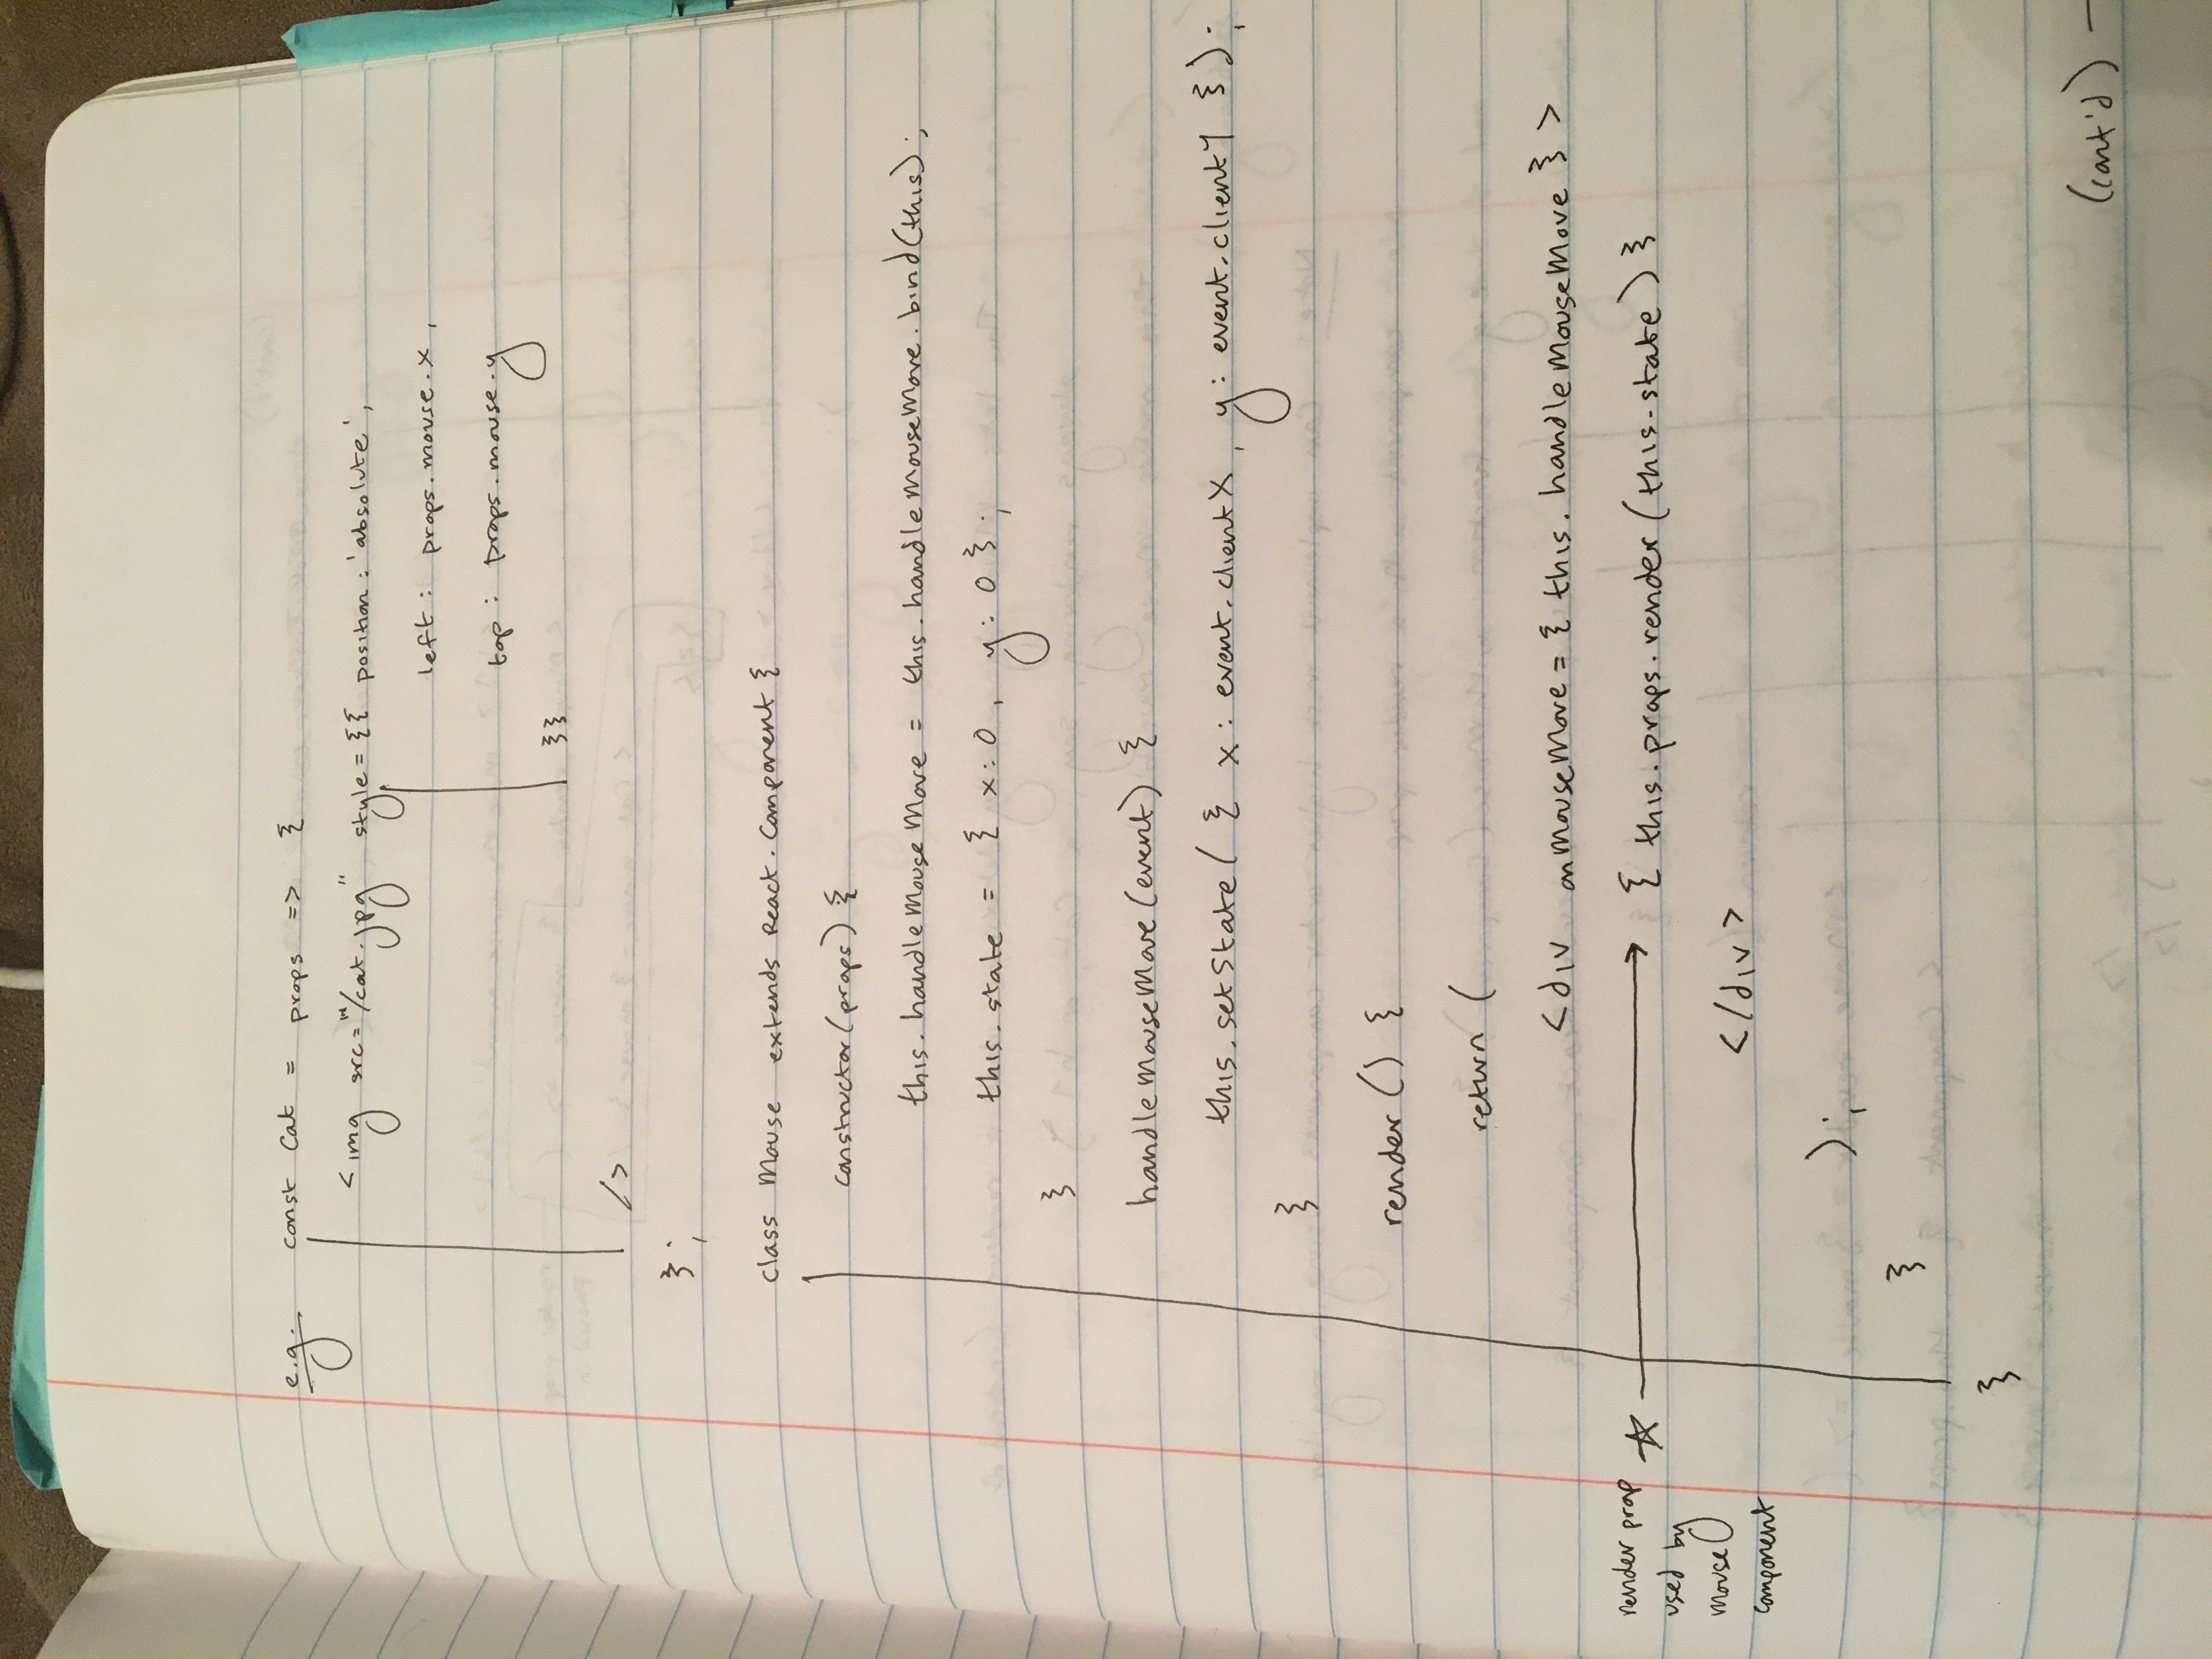 e.g. const Cat = props => {
<img src="/cat.jpg" style={{ position: 'absolute',
left: props.mouse.x,
top: props.mouse.y
}}
/>
};
class Mouse extends React.Component {
constructor(props) {
this.handleMouseMove = this.handleMouseMove.bind(this);
this.state = { x: 0, y: 0 };
}
handleMouseMove(event) {
this.setState( { x: event.clientX, y: event.clientY });
}
render() {
return (
<div onMouseMove={ this.handleMouseMove }>
{ this.props.render(this.state) }
render prop
used by
mouse
component
</div>
);
}
}
(cont'd)